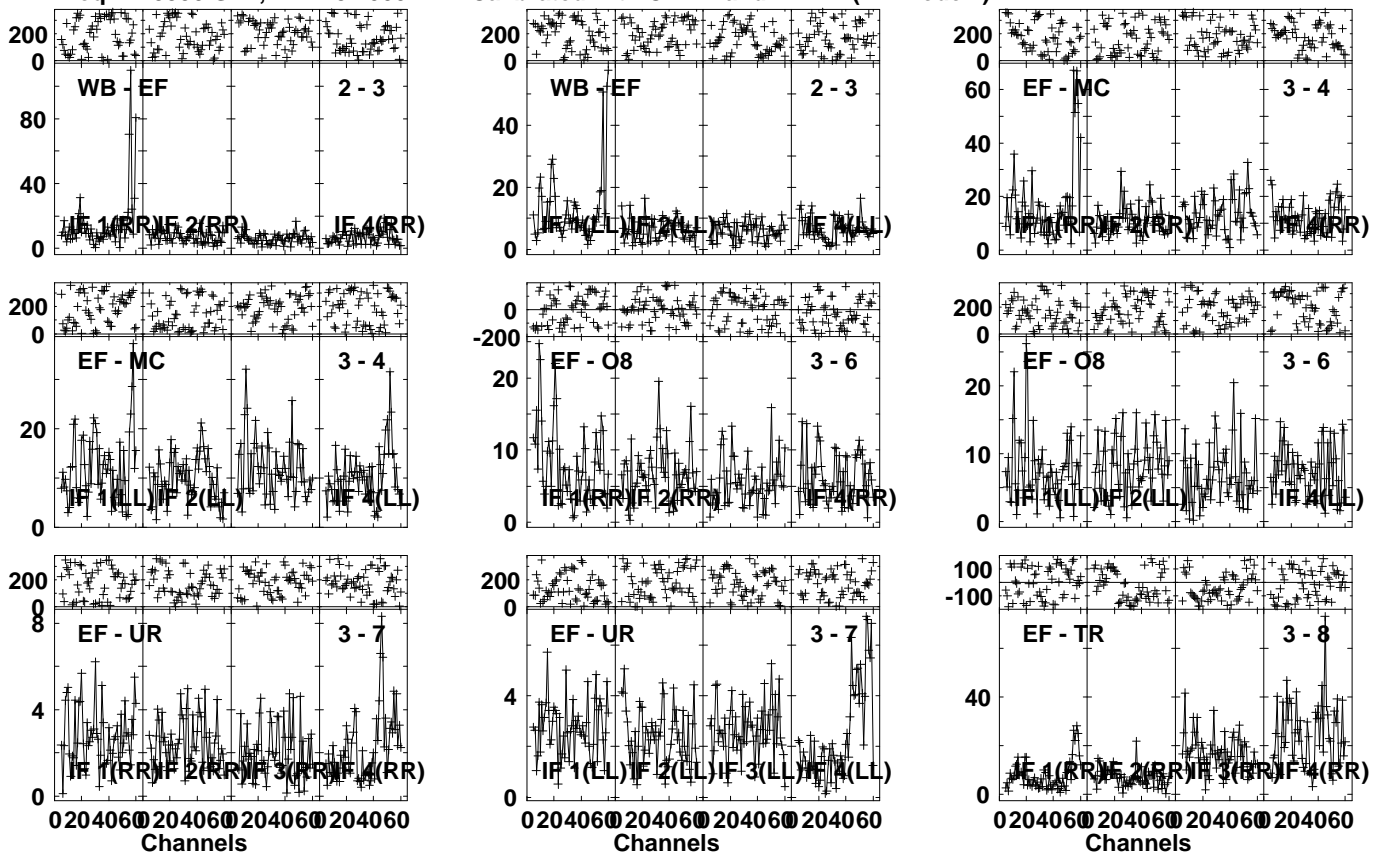 200
0
200
0
200
0
WB - EF 2 - 3
80
40
0
IF 1(RR) IF 2(RR) IF 4(RR)
WB - EF 2 - 3
40
20
0
IF 1(LL) IF 2(LL) IF 4(LL)
EF - MC 3 - 4
60
40
20
0
IF 1(RR) IF 2(RR) IF 4(RR)
200
0
0
-200
200
0
EF - MC 3 - 4
20
0
IF 1(LL) IF 2(LL) IF 4(LL)
EF - O8 3 - 6
20
10
0
IF 1(RR) IF 2(RR) IF 4(RR)
EF - O8 3 - 6
20
10
0
IF 1(LL) IF 2(LL) IF 4(LL)
200
0
200
0
100
-100
EF - UR 3 - 7
8
4
0
IF 1(RR) IF 2(RR) IF 3(RR) IF 4(RR)
EF - UR 3 - 7
4
0
IF 1(LL) IF 2(LL) IF 3(LL) IF 4(LL)
EF - TR 3 - 8
40
0
IF 1(RR) IF 2(RR) IF 3(RR) IF 4(RR)
0 20 40 60 0 20 40 60 0 20 40 60 0 20 40 60
Channels
0 20 40 60 0 20 40 60 0 20 40 60 0 20 40 60
Channels
0 20 40 60 0 20 40 60 0 20 40 60 0 20 40 60
Channels